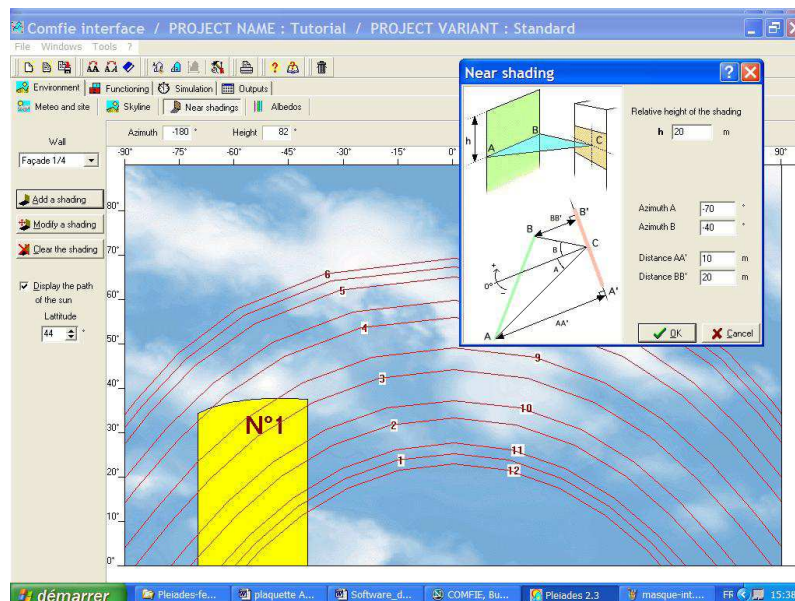 Comfie interface / PROJECT NAME : Tutorial / PROJECT VARIANT : Standard
File Windows Tools ?
Environment Functioning Simulation Outputs
Meteo and site Skyline Near shadings Albedos
Wall
Façade 1/4
Azimuth -180 ° Height 82 °
-90° -75° -60° -45° -30° -15° 0° 90°
Add a shading
Modify a shading
Clear the shading
Display the path
of the sun
Lattitude
44 °
80°
70°
60°
50°
40°
30°
20°
10°
0°
6
5
4
3
2
1
9
10
11
12
N°1
Near shading
h
A
B
C
Relative height of the shading
h 20 m
B'
BB'
B
C
B
A
+
0°
-
A'
AA'
A
Azimuth A -70 °
Azimuth B -40 °
Distance AA' 10 m
Distance BB' 20 m
OK Cancel
démarrer Pleiades-fe... plaquette A... Software_d... COMFIE, Bu... Pleiades 2.3 masque-int.... FR 15:38